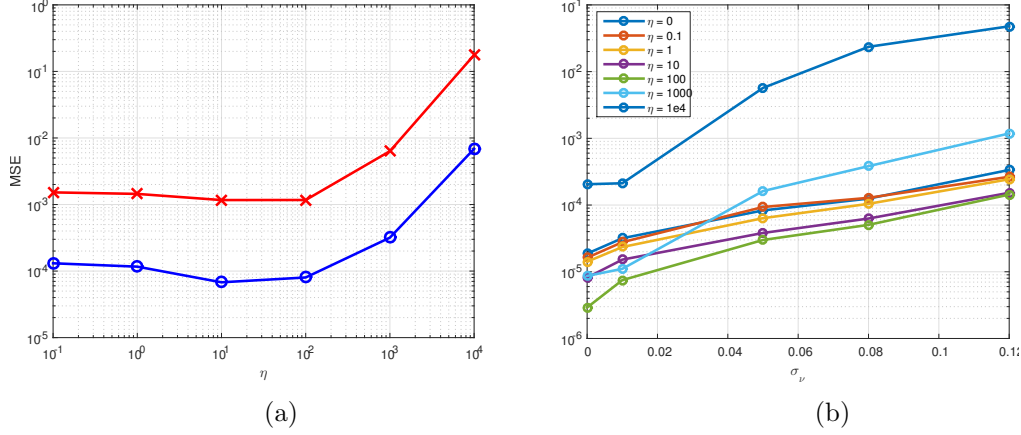 10^0
10^-1
10^-2
10^-3
10^-4
10^-5
MSE
10^-1 10^0 10^1 10^2 10^3 10^4
η
(a)
10^-1
10^-2
10^-3
10^-4
10^-5
10^-6
η = 0
η = 0.1
η = 1
η = 10
η = 100
η = 1000
η = 1e4
0 0.02 0.04 0.06 0.08 0.1 0.12
σ_ν
(b)